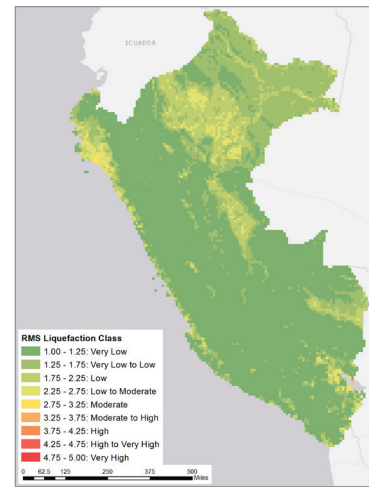 ECUADOR
RMS Liquefaction Class
1.00 - 1.25: Very Low
1.25 - 1.75: Very Low to Low
1.75 - 2.25: Low
2.25 - 2.75: Low to Moderate
2.75 - 3.25: Moderate
3.25 - 3.75: Moderate to High
3.75 - 4.25: High
4.25 - 4.75: High to Very High
4.75 - 5.00: Very High
0 62.5 125 250 375 500
Miles